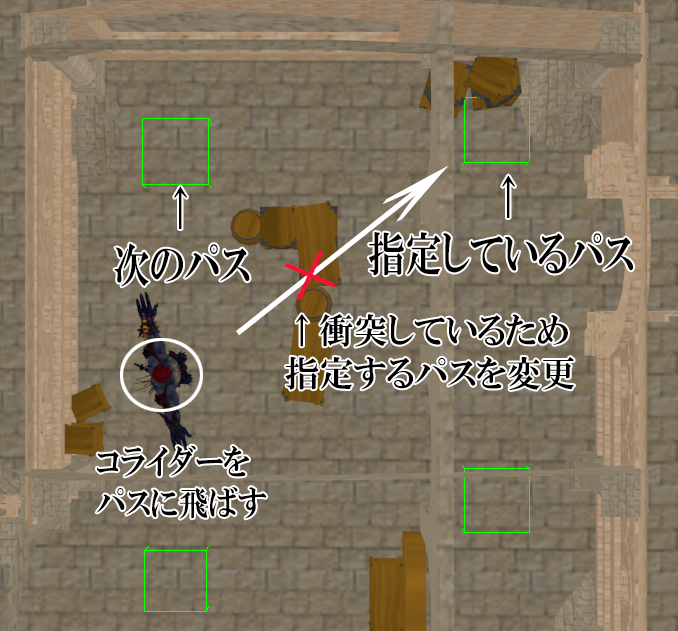 ↑
次のパス
↑
指定しているパス
↑衝突しているため
指定するパスを変更
コライダーを
パスに飛ばす